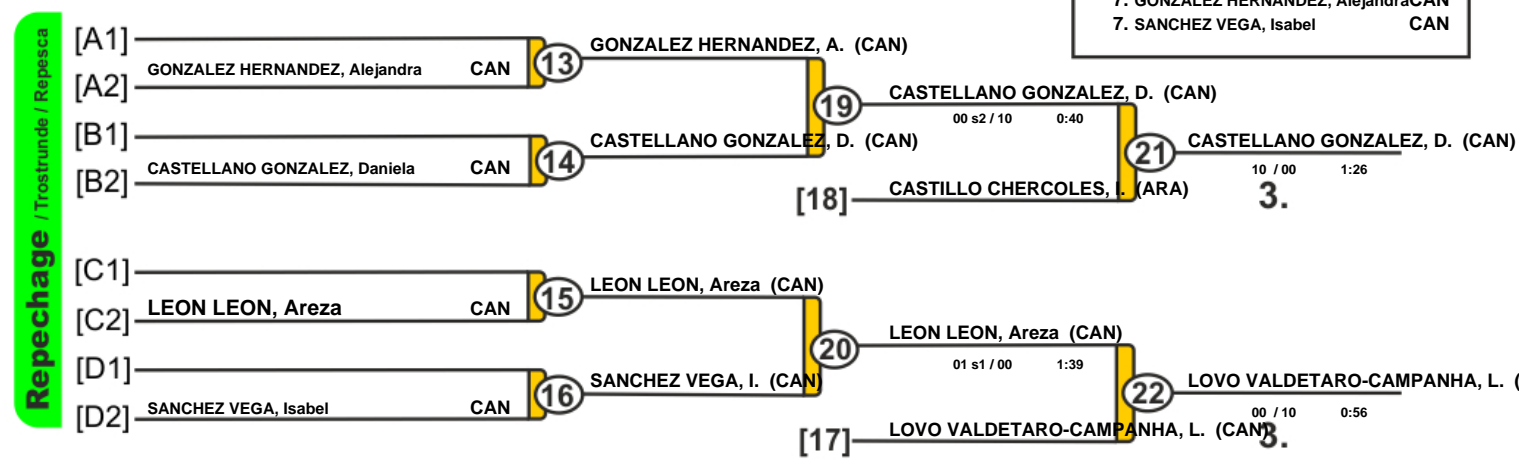 7. GONZALEZ HERNANDEZ, AlejandraCAN
7. SANCHEZ VEGA, Isabel CAN
Repechage / Trostrunde / Repesca
[A1]
GONZALEZ HERNANDEZ, Alejandra CAN
[A2]
13
GONZALEZ HERNANDEZ, A. (CAN)
[B1]
CASTELLANO GONZALEZ, Daniela CAN
[B2]
14
CASTELLANO GONZALEZ, D. (CAN)
19
CASTELLANO GONZALEZ, D. (CAN)
00 s2 / 10 0:40
[18]
CASTILLO CHERCOLES, I. (ARA)
21
CASTELLANO GONZALEZ, D. (CAN)
10 / 00 1:26
3.
[C1]
LEON LEON, Areza CAN
[C2]
15
LEON LEON, Areza (CAN)
[D1]
SANCHEZ VEGA, Isabel CAN
[D2]
16
SANCHEZ VEGA, I. (CAN)
20
LEON LEON, Areza (CAN)
01 s1 / 00 1:39
[17]
LOVO VALDETARO-CAMPANHA, L. (CAN)
22
LOVO VALDETARO-CAMPANHA, L. (
00 / 10 0:56
3.